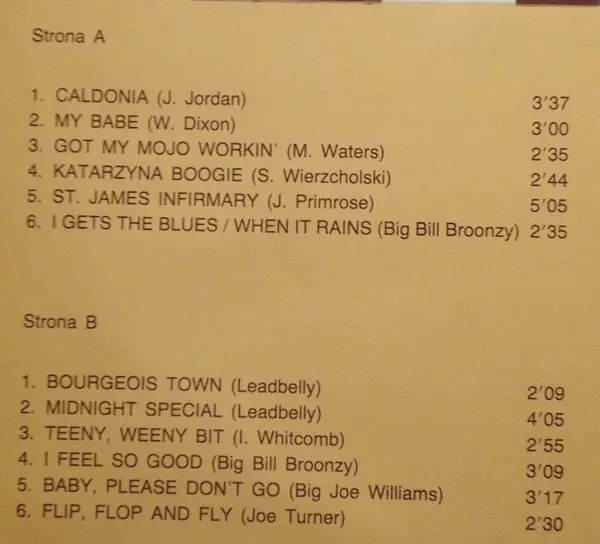 Strona A
1. CALDONIA (J. Jordan) 3'37
2. MY BABE (W. Dixon) 3'00
3. GOT MY MOJO WORKIN' (M. Waters) 2'35
4. KATARZYNA BOOGIE (S. Wierzcholski) 2'44
5. ST. JAMES INFIRMARY (J. Primrose) 5'05
6. I GETS THE BLUES / WHEN IT RAINS (Big Bill Broonzy) 2'35
Strona B
1. BOURGEOIS TOWN (Leadbelly) 2'09
2. MIDNIGHT SPECIAL (Leadbelly) 4'05
3. TEENY, WEENY BIT (I. Whitcomb) 2'55
4. I FEEL SO GOOD (Big Bill Broonzy) 3'09
5. BABY, PLEASE DON'T GO (Big Joe Williams) 3'17
6. FLIP, FLOP AND FLY (Joe Turner) 2'30